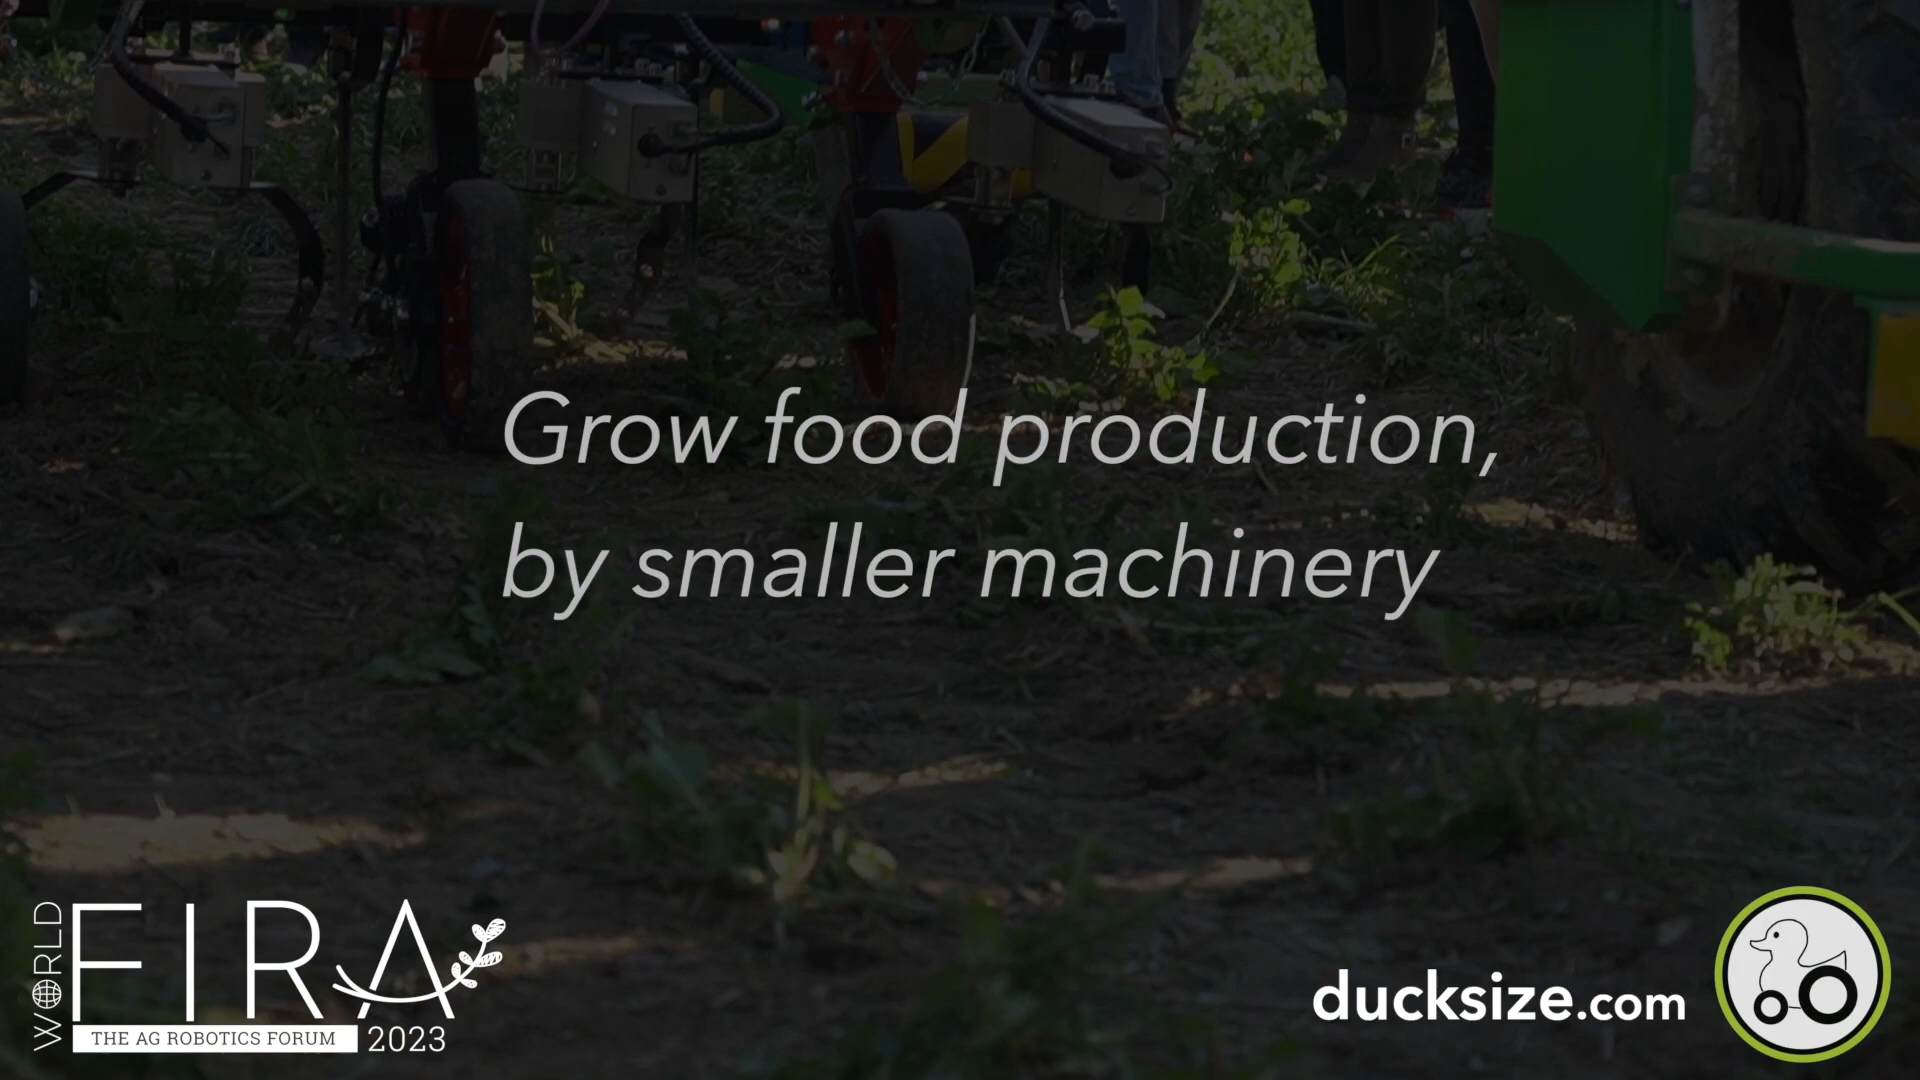 Grow food production,
by smaller machinery
WORLD
FIRA
THE AG ROBOTICS FORUM 2023
ducksize.com